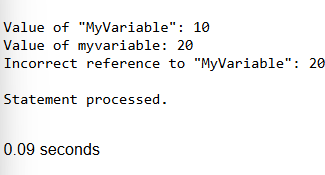 Value of "MyVariable": 10
Value of myvariable: 20
Incorrect reference to "MyVariable": 20
Statement processed.
0.09 seconds